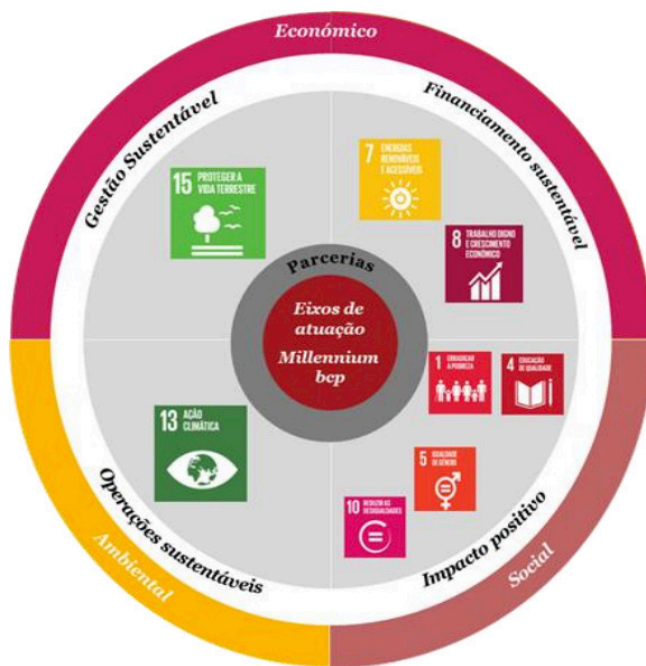 Económico
Gestão Sustentável
Financiamento sustentável
15 PROTEGER A
VIDA TERRESTRE
7 ENERGIAS
RENOVÁVEIS
E ACESSÍVEIS
8 TRABALHO DIGNO
E CRESCIMENTO
ECONÓMICO
Parcerias
Eixos de
atuação
Millennium
bcp
1 ERRADICAR
A POBREZA
4 EDUCAÇÃO
DE QUALIDADE
13 AÇÃO
CLIMÁTICA
5 IGUALDADE
DE GÉNERO
10 REDUZIR AS
DESIGUALDADES
Operações sustentáveis
Impacto positivo
Ambiental
Social